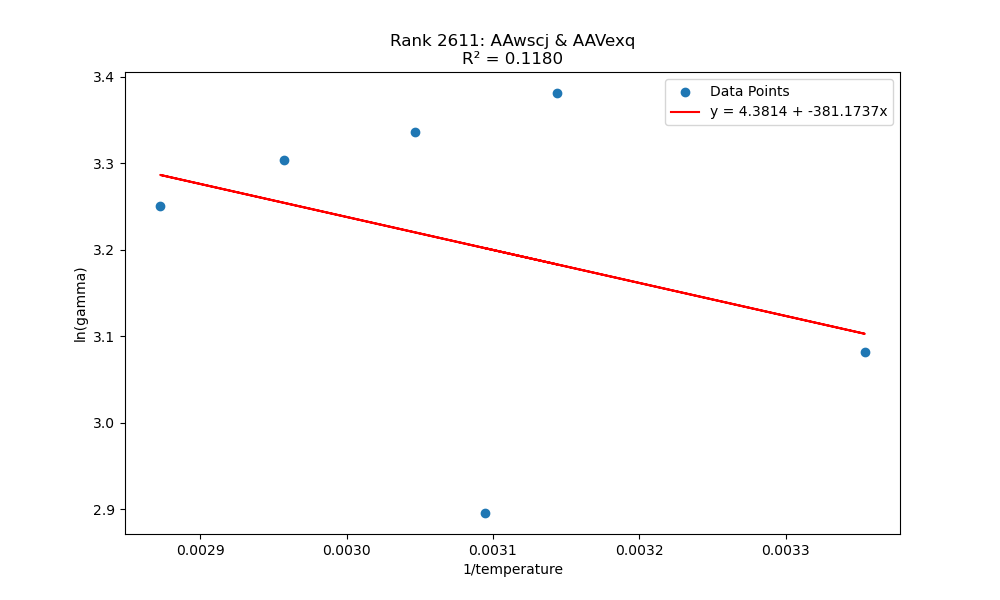 Rank 2611: AAwscj & AAVexq
R² = 0.1180
Data Points
y = 4.3814 + -381.1737x
3.4
3.3
3.2
3.1
3.0
2.9
ln(gamma)
0.0029
0.0030
0.0031
0.0032
0.0033
1/temperature